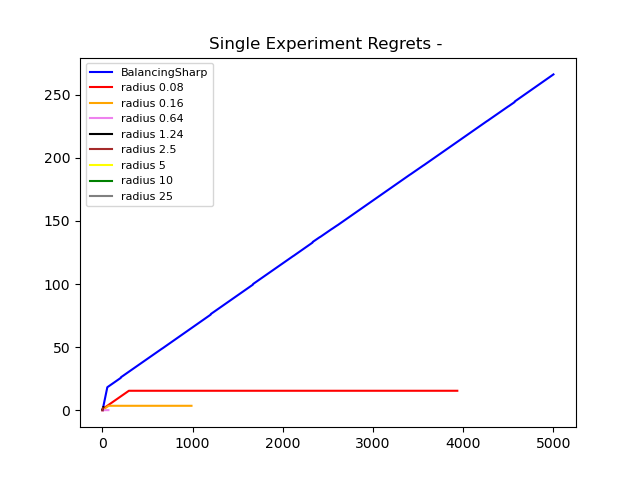 Single Experiment Regrets -
BalancingSharp
radius 0.08
radius 0.16
radius 0.64
radius 1.24
radius 2.5
radius 5
radius 10
radius 25
250
200
150
100
50
0
0 1000 2000 3000 4000 5000